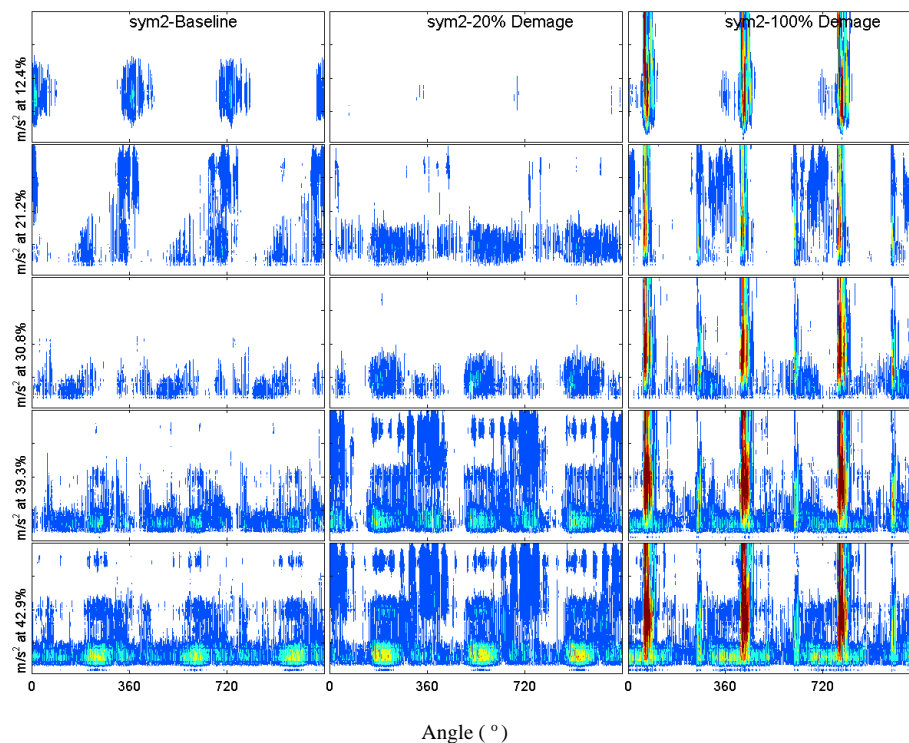 sym2-Baseline sym2-20% Demage sym2-100% Demage
m/s² at 12.4%
m/s² at 21.2%
m/s² at 30.8%
m/s² at 39.3%
m/s² at 42.9%
0 360 720 360 720 0 360 720
Angle ( º )